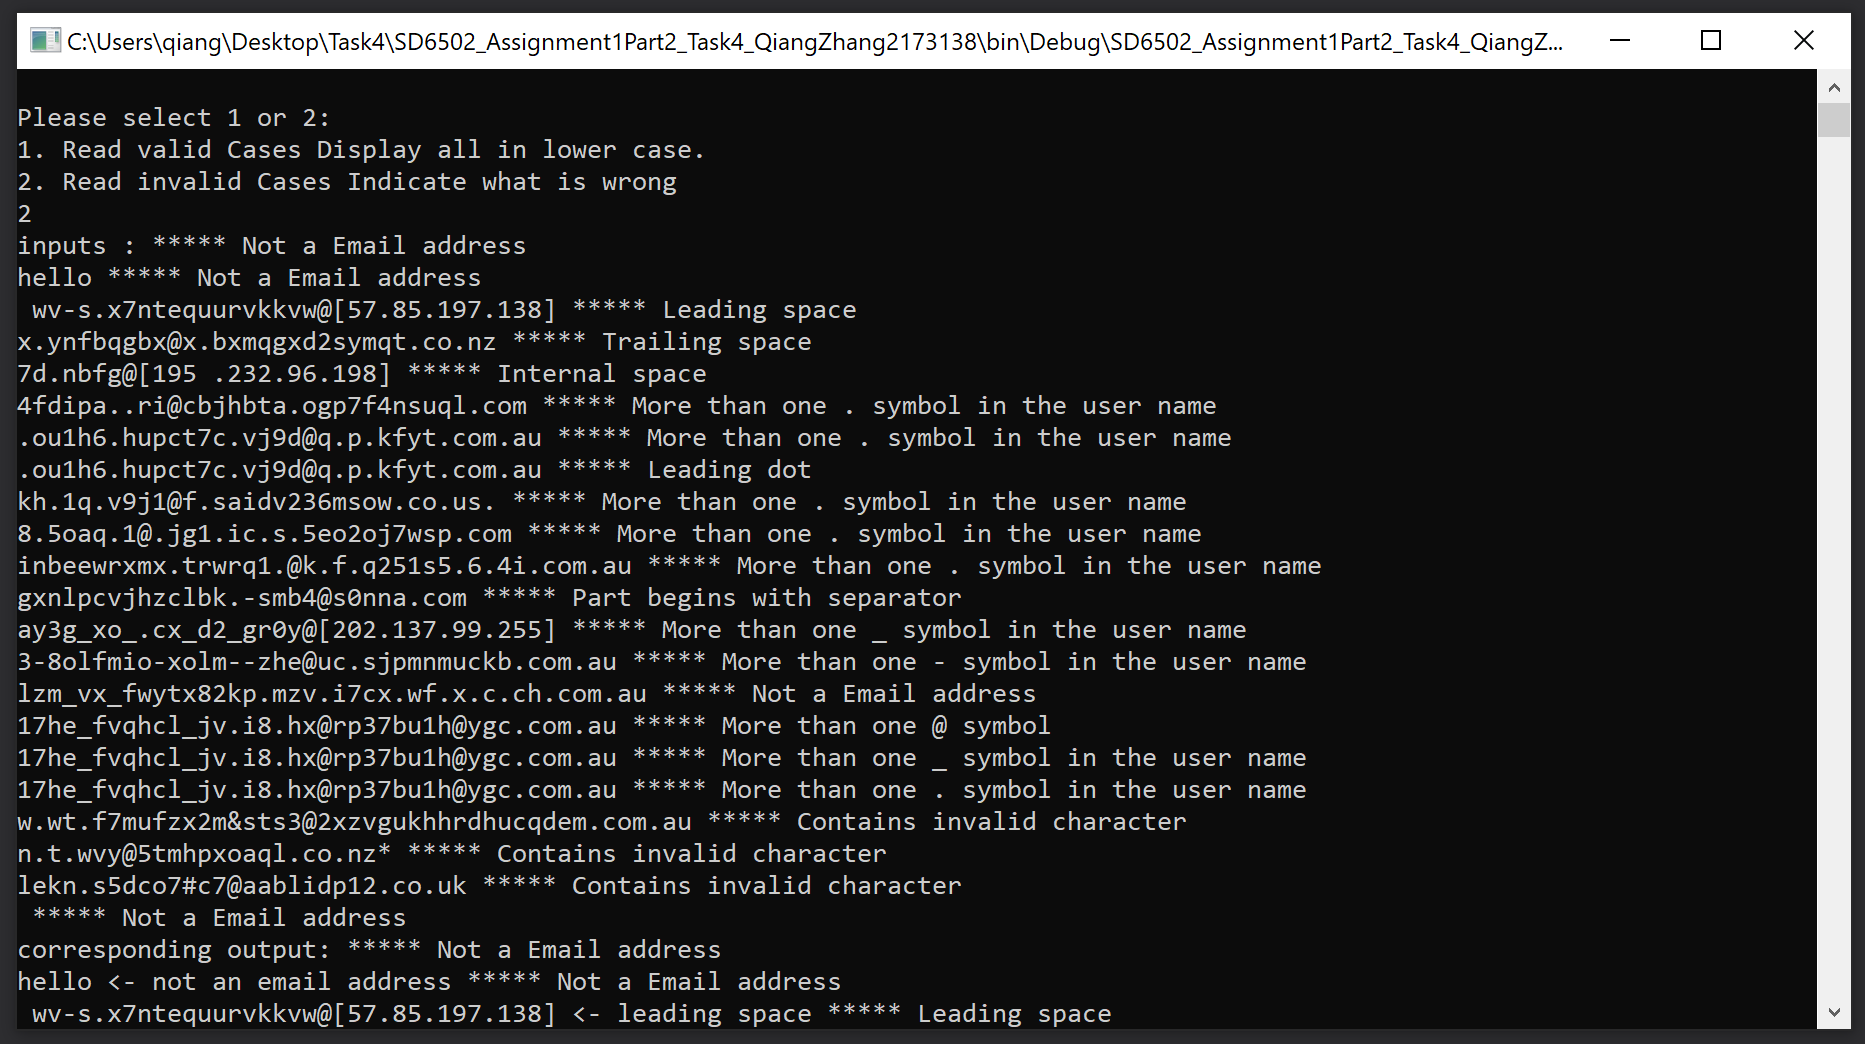 C:\Users\qiang\Desktop\Task4\SD6502_Assignment1Part2_Task4_QiangZhang2173138\bin\Debug\SD6502_Assignment1Part2_Task4_QiangZ...
Please select 1 or 2:
1. Read valid Cases Display all in lower case.
2. Read invalid Cases Indicate what is wrong
2
inputs : ***** Not a Email address
hello ***** Not a Email address
 wv-s.x7ntequurvkkvw@[57.85.197.138] ***** Leading space
x.ynfbqgbx@x.bxmqgxd2symqt.co.nz ***** Trailing space
7d.nbfg@[195 .232.96.198] ***** Internal space
4fdipa..ri@cbjhbta.ogp7f4nsuql.com ***** More than one . symbol in the user name
.ou1h6.hupct7c.vj9d@q.p.kfyt.com.au ***** More than one . symbol in the user name
.ou1h6.hupct7c.vj9d@q.p.kfyt.com.au ***** Leading dot
kh.1q.v9j1@f.saidv236msow.co.us. ***** More than one . symbol in the user name
8.5oaq.1@.jg1.ic.s.5eo2oj7wsp.com ***** More than one . symbol in the user name
inbeewrxmx.trwrq1.@k.f.q251s5.6.4i.com.au ***** More than one . symbol in the user name
gxnlpcvjhzclbk.-smb4@s0nna.com ***** Part begins with separator
ay3g_xo_.cx_d2_gr0y@[202.137.99.255] ***** More than one _ symbol in the user name
3-8olfmio-xolm--zhe@uc.sjpmnmuckb.com.au ***** More than one - symbol in the user name
lzm_vx_fwytx82kp.mzv.i7cx.wf.x.c.ch.com.au ***** Not a Email address
17he_fvqhcl_jv.i8.hx@rp37bu1h@ygc.com.au ***** More than one @ symbol
17he_fvqhcl_jv.i8.hx@rp37bu1h@ygc.com.au ***** More than one _ symbol in the user name
17he_fvqhcl_jv.i8.hx@rp37bu1h@ygc.com.au ***** More than one . symbol in the user name
w.wt.f7mufzx2m&sts3@2xzvgukhhrdhucqdem.com.au ***** Contains invalid character
n.t.wvy@5tmhpxoaql.co.nz* ***** Contains invalid character
lekn.s5dco7#c7@aablidp12.co.uk ***** Contains invalid character
 ***** Not a Email address
corresponding output: ***** Not a Email address
hello <- not an email address ***** Not a Email address
 wv-s.x7ntequurvkkvw@[57.85.197.138] <- leading space ***** Leading space